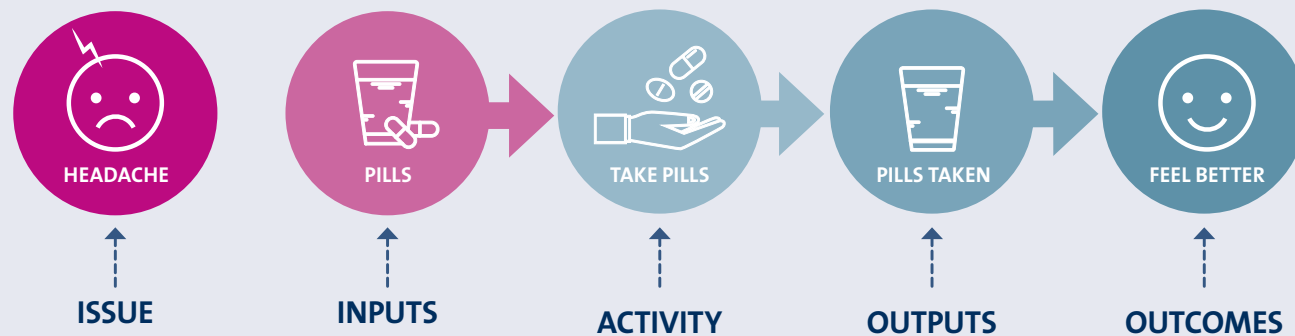 HEADACHE
PILLS
TAKE PILLS
PILLS TAKEN
FEEL BETTER
ISSUE
INPUTS
ACTIVITY
OUTPUTS
OUTCOMES